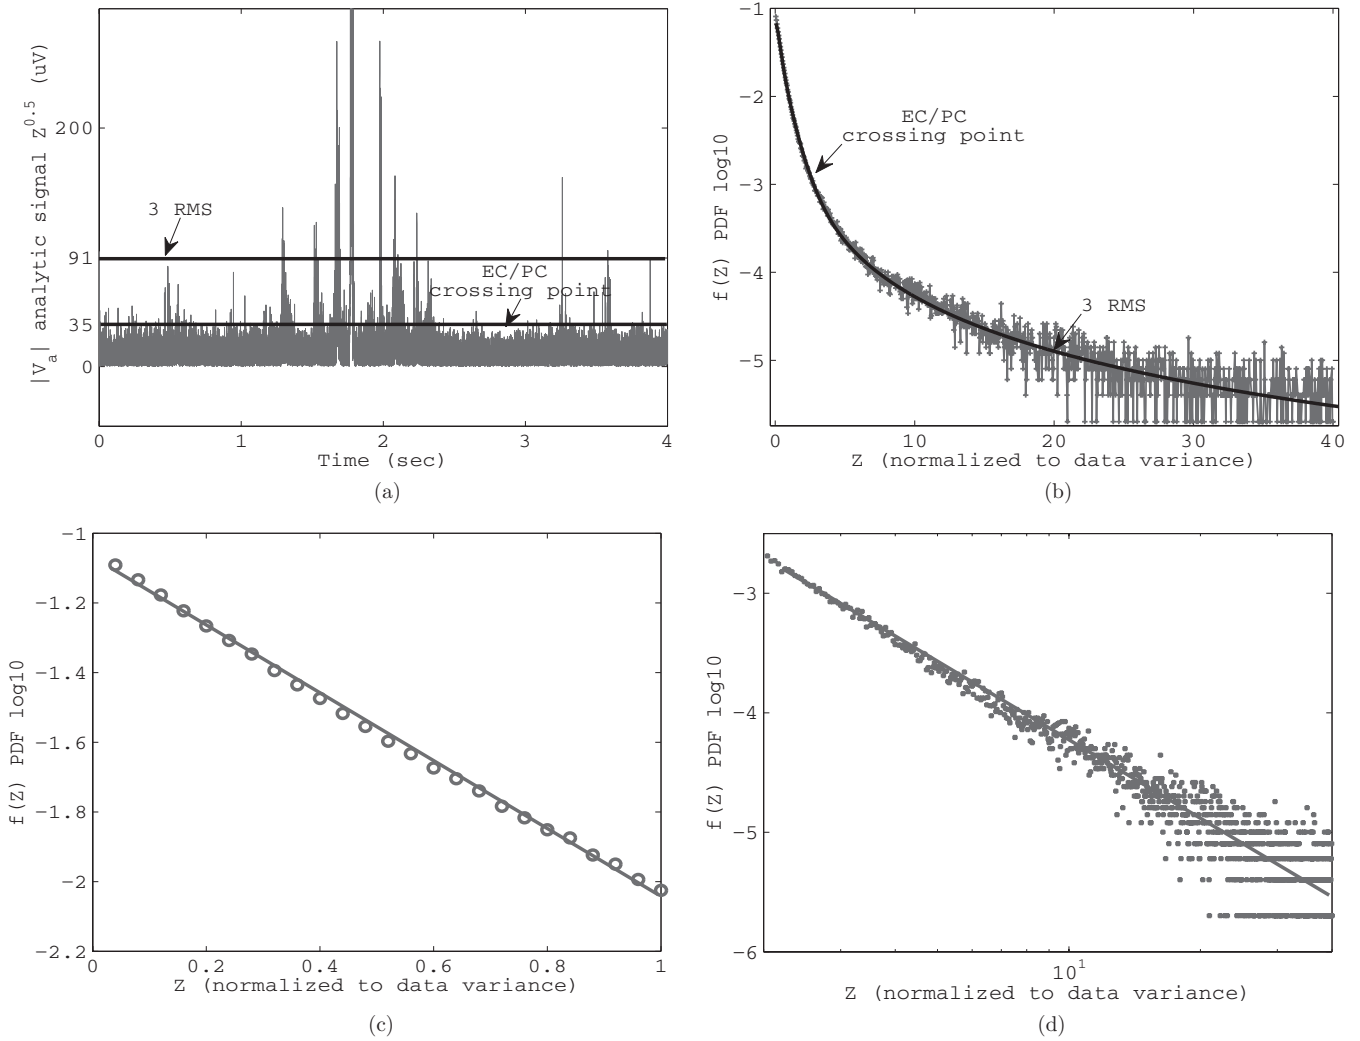 |V_a| analytic signal Z^0.5 (uV)
200
91
35
0
3 RMS
EC/PC
crossing point
0 1 2 3 4
Time (sec)
(a)
f(Z) PDF log10
−1
−2
−3
−4
−5
EC/PC
crossing point
3 RMS
0 10 20 30 40
Z (normalized to data variance)
(b)
f(Z) PDF log10
−1
−1.2
−1.4
−1.6
−1.8
−2
−2.2
0 0.2 0.4 0.6 0.8 1
Z (normalized to data variance)
(c)
f(Z) PDF log10
−3
−4
−5
−6
10^1
Z (normalized to data variance)
(d)